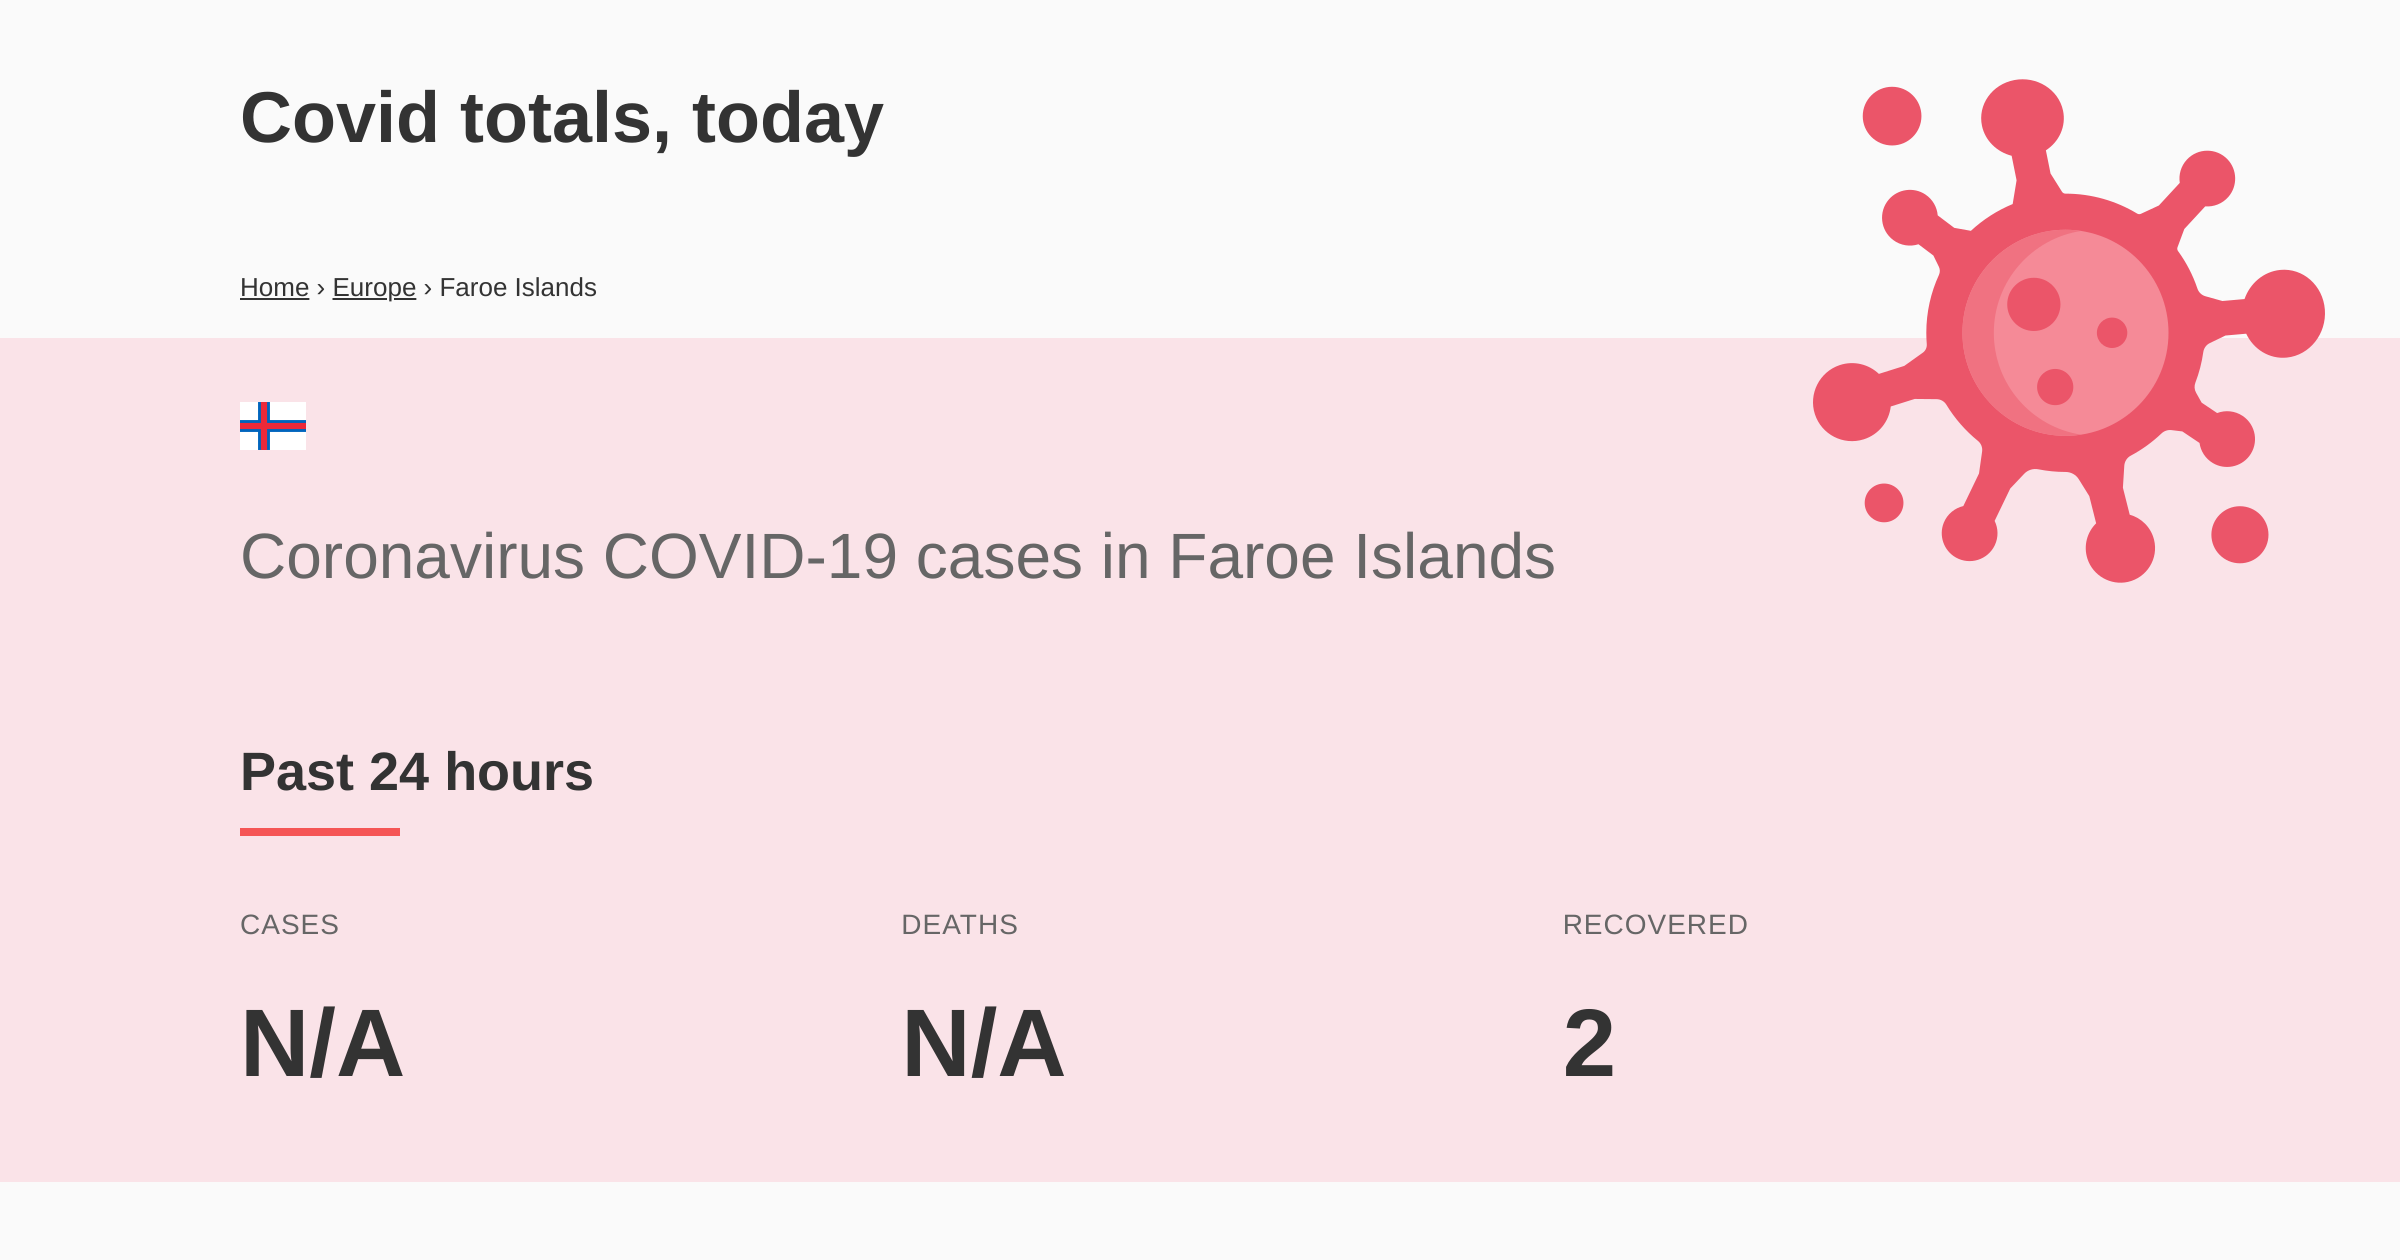 Covid totals, today
Home › Europe › Faroe Islands
Coronavirus COVID-19 cases in Faroe Islands
Past 24 hours
CASES DEATHS RECOVERED
N/A N/A 2